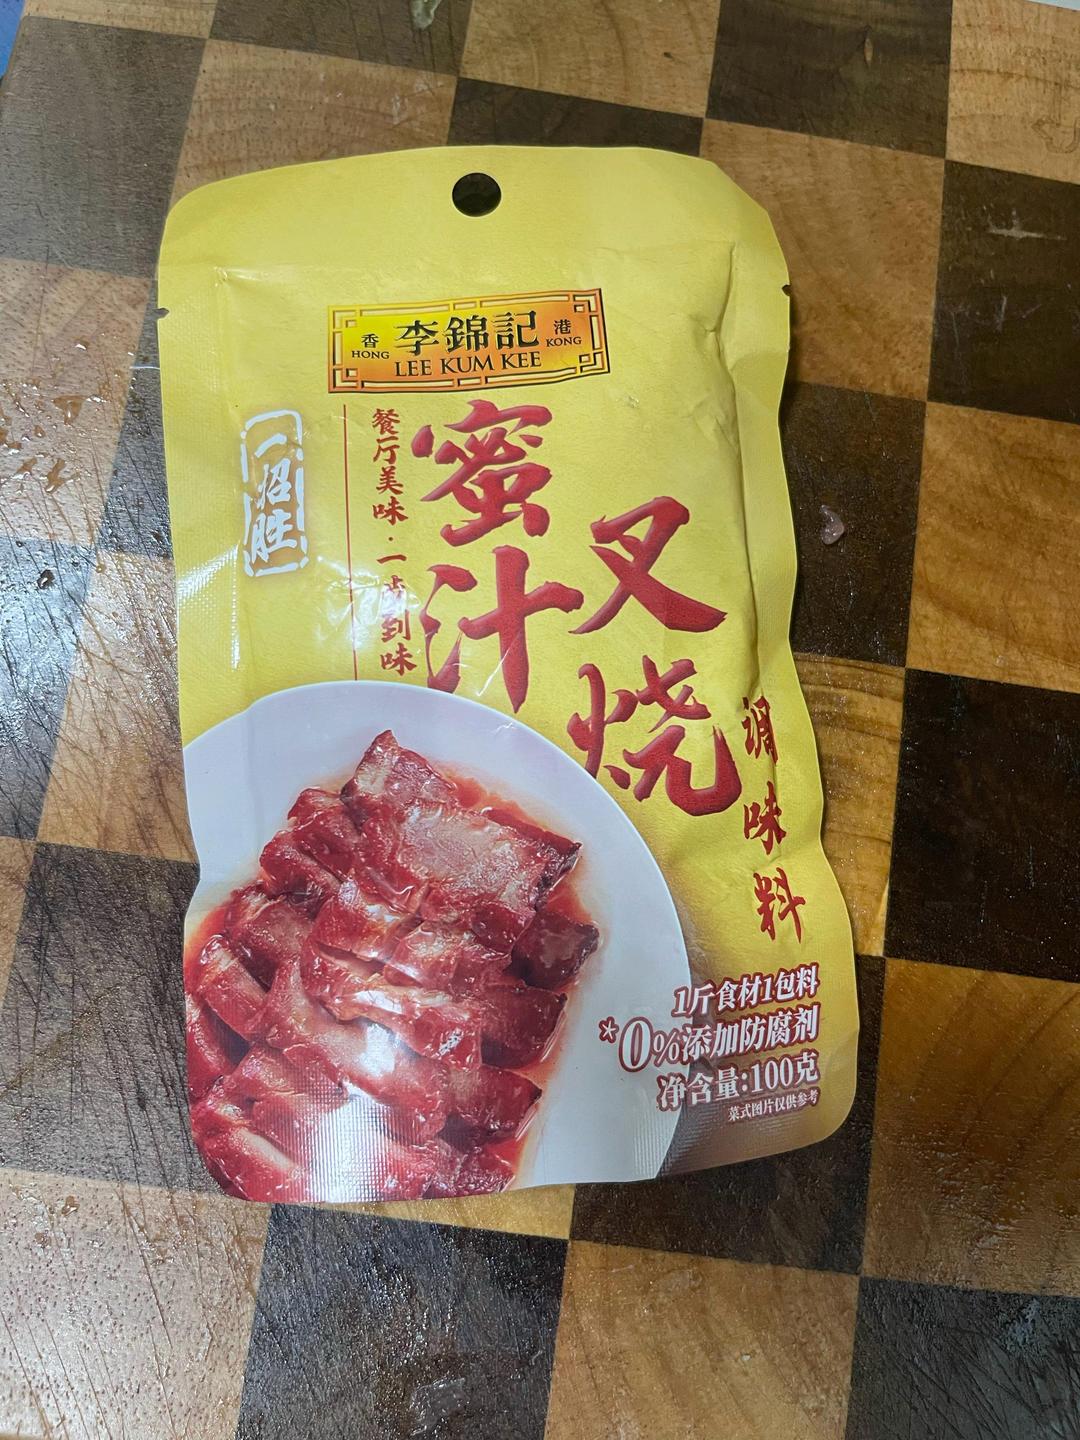 香 李錦記 港
HONG LEE KUM KEE KONG
一招胜
餐厅美味·一步到味
蜜汁
叉烧
调味料
1斤食材1包料
*0%添加防腐剂
净含量:100克
菜式图片仅供参考